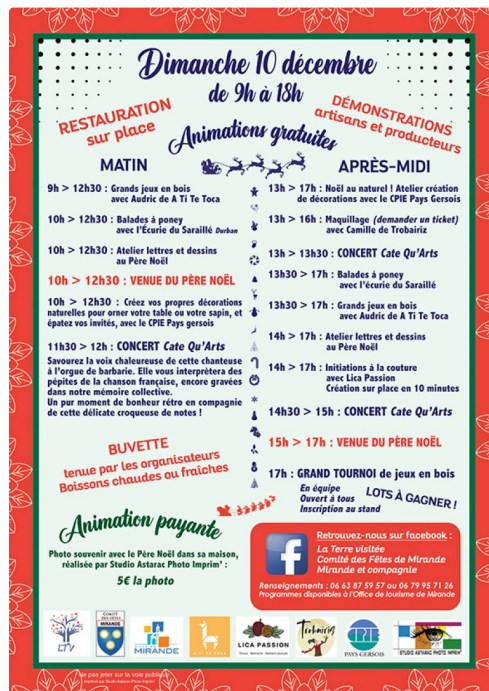 Dimanche 10 décembre
de 9h à 18h
RESTAURATION
sur place
DÉMONSTRATIONS
artisans et producteurs
Animations gratuites
MATIN
9h > 12h30 : Grands jeux en bois
avec Audric de A Ti Te Toca
10h > 12h30 : Balades à poney
avec l'Écurie du Saraillé Durban
10h > 12h30 : Atelier lettres et dessins
au Père Noël
10h > 12h30 : VENUE DU PÈRE NOËL
10h > 12h30 : Créez vos propres décorations
naturelles pour orner votre table ou votre sapin, et
épatez vos invités, avec le CPIE Pays gersois
11h30 > 12h : CONCERT Cate Qu'Arts
Savourez la voix chaleureuse de cette chanteuse
à l'orgue de barbarie. Elle vous interprètera des
pépites de la chanson française, encore gravées
dans notre mémoire collective.
Un pur moment de bonheur rétro en compagnie
de cette délicate croqueuse de notes !
BUVETTE
tenue par les organisateurs
Boissons chaudes ou fraîches
Animation payante
Photo souvenir avec le Père Noël dans sa maison,
réalisée par Studio Astarac Photo Imprim' :
5€ la photo
APRÈS-MIDI
13h > 17h : Noël au naturel ! Atelier création
de décorations avec le CPIE Pays Gersois
13h > 16h : Maquillage (demander un ticket)
avec Camille de Trobairiz
13h > 13h30 : CONCERT Cate Qu'Arts
13h30 > 17h : Balades à poney
avec l'écurie du Saraillé
13h30 > 17h : Grands jeux en bois
avec Audric de A Ti Te Toca
14h > 17h : Atelier lettres et dessins
au Père Noël
14h > 17h : Initiations à la couture
avec Lica Passion
Création sur place en 10 minutes
14h30 > 15h : CONCERT Cate Qu'Arts
15h > 17h : VENUE DU PÈRE NOËL
17h : GRAND TOURNOI de jeux en bois
En équipe
Ouvert à tous
Inscription au stand
LOTS À GAGNER !
Retrouvez-nous sur facebook :
La Terre visitée
Comité des Fêtes de Mirande
Mirande et compagnie
Renseignements : 06 63 87 59 57 ou 06 79 95 71 26
Programmes disponibles à l'Office de tourisme de Mirande
LTV
COMITÉ
DES FÊTES
MIRANDE
MIRANDE
A TI TE TOCA
LICA PASSION
Trobairiz
CPIE
PAYS GERSOIS
STUDIO ASTARAC PHOTO IMPRIM'
Ne pas jeter sur la voie publique
Imprimé par Studio Astarac Photo Imprim'